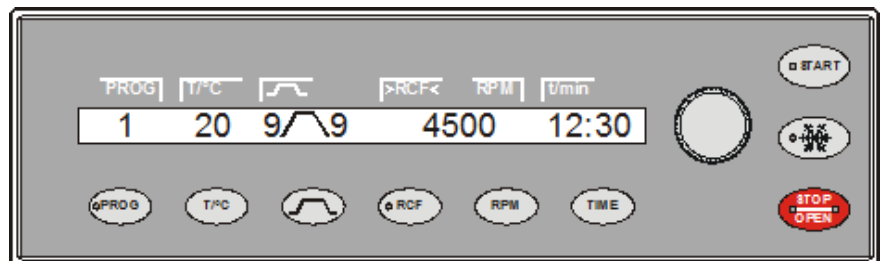 PROG T/°C >RCF< RPM t/min
1 20 9 9 4500 12:30
PROG T/°C RCF RPM TIME
START
STOP
OPEN